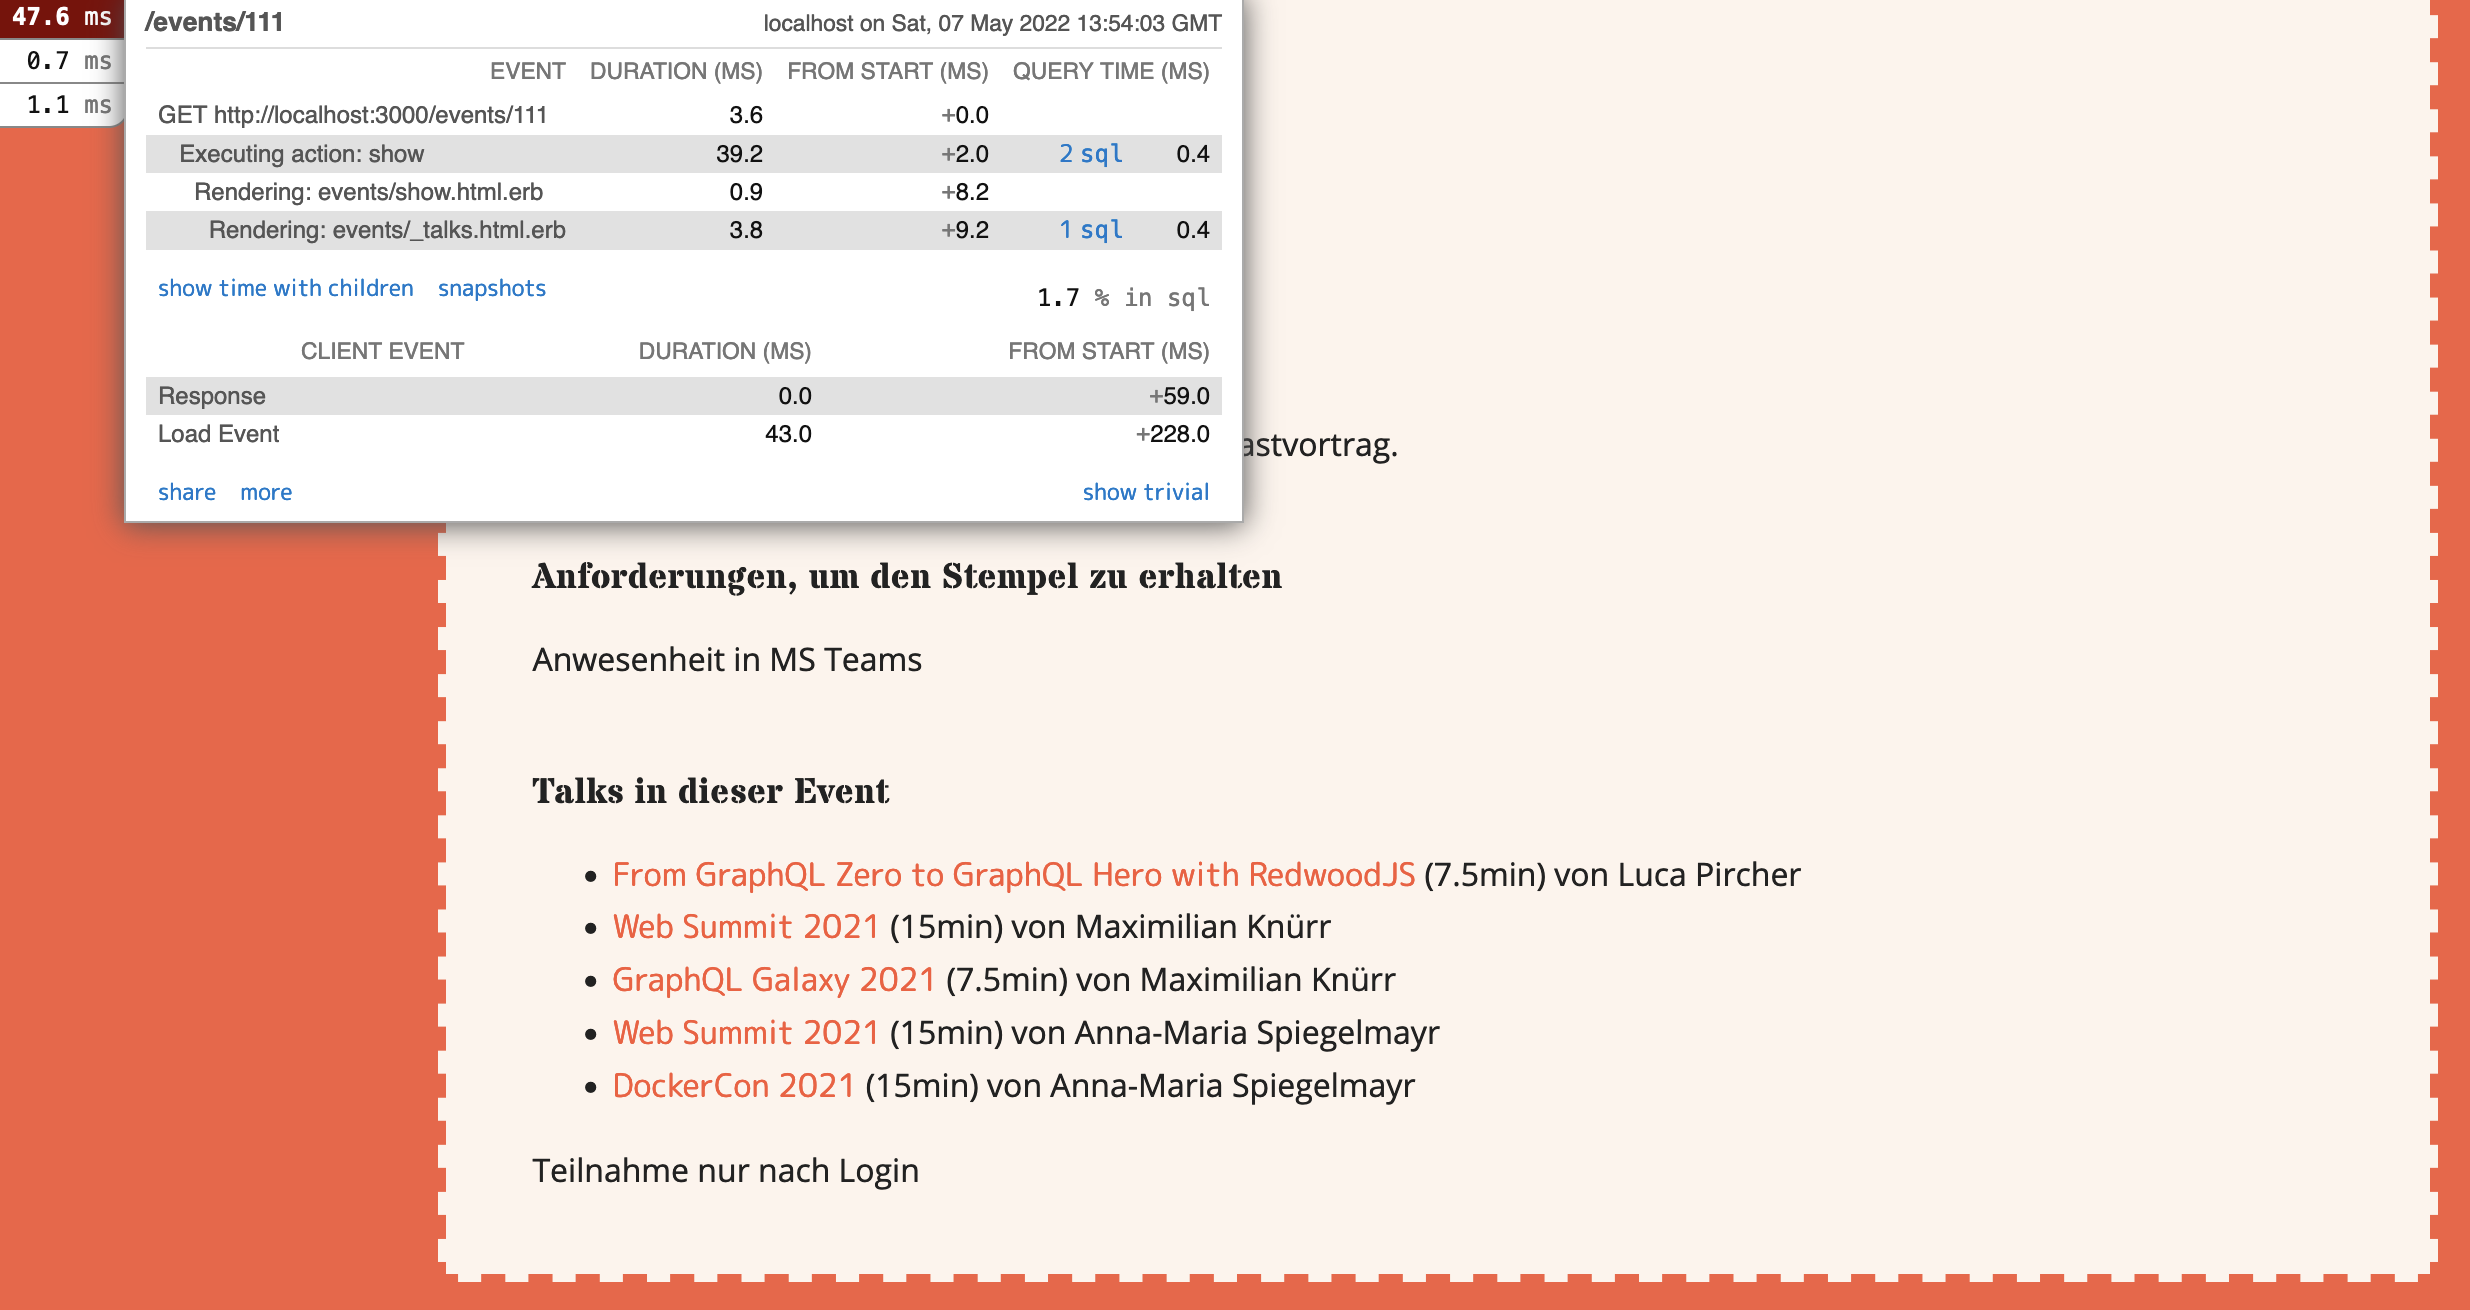 47.6 ms
0.7 ms
1.1 ms
/events/111 localhost on Sat, 07 May 2022 13:54:03 GMT
EVENT DURATION (MS) FROM START (MS) QUERY TIME (MS)
GET http://localhost:3000/events/111 3.6 +0.0
Executing action: show 39.2 +2.0 2 sql 0.4
Rendering: events/show.html.erb 0.9 +8.2
Rendering: events/_talks.html.erb 3.8 +9.2 1 sql 0.4
show time with children snapshots 1.7 % in sql
CLIENT EVENT DURATION (MS) FROM START (MS)
Response 0.0 +59.0
Load Event 43.0 +228.0
share more show trivial
astvortrag.
Anforderungen, um den Stempel zu erhalten
Anwesenheit in MS Teams
Talks in dieser Event
• From GraphQL Zero to GraphQL Hero with RedwoodJS (7.5min) von Luca Pircher
• Web Summit 2021 (15min) von Maximilian Knürr
• GraphQL Galaxy 2021 (7.5min) von Maximilian Knürr
• Web Summit 2021 (15min) von Anna-Maria Spiegelmayr
• DockerCon 2021 (15min) von Anna-Maria Spiegelmayr
Teilnahme nur nach Login